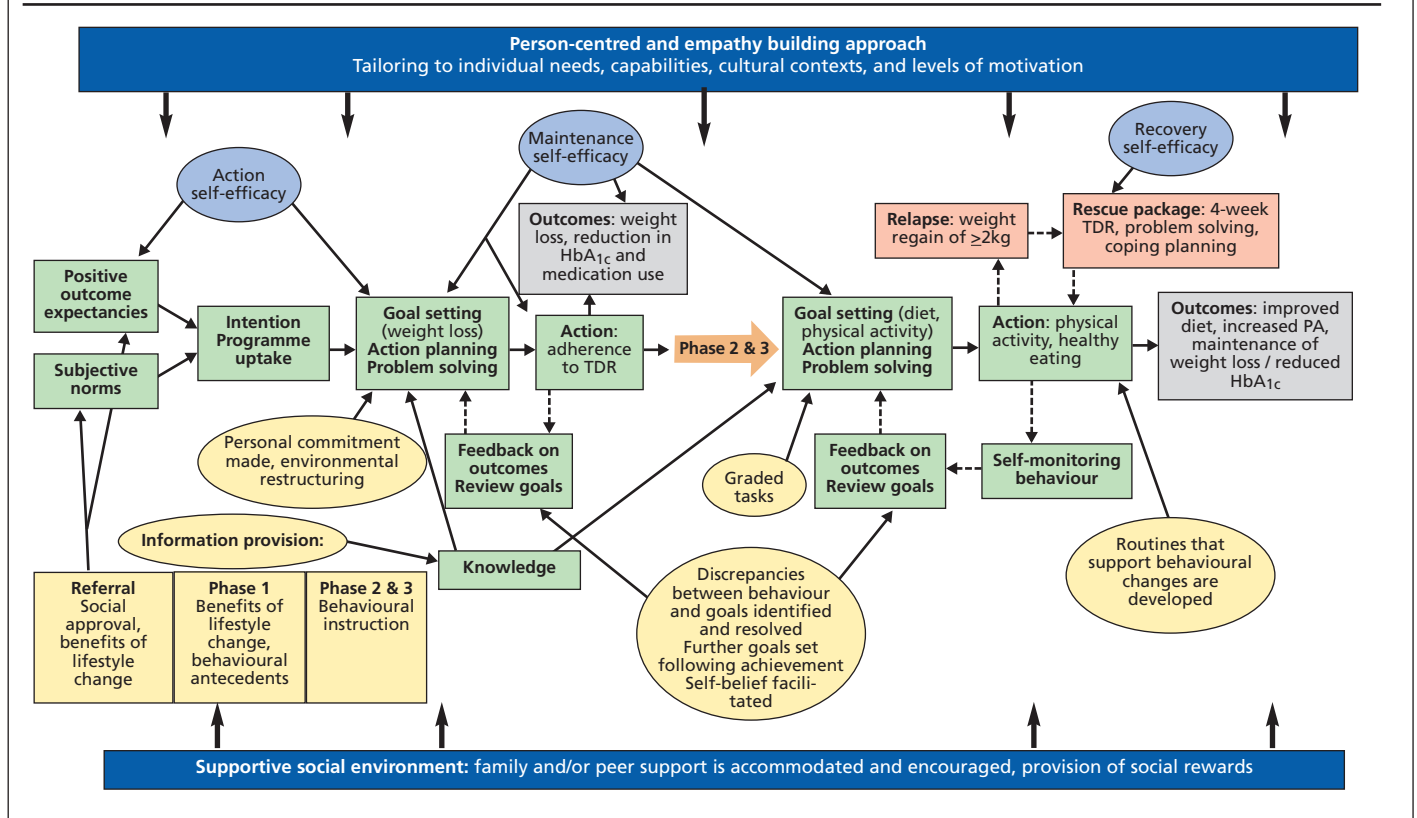 Person-centred and empathy building approach
Tailoring to individual needs, capabilities, cultural contexts, and levels of motivation
Action
self-efficacy
Maintenance
self-efficacy
Recovery
self-efficacy
Outcomes: weight
loss, reduction in
HbA1c and
medication use
Relapse: weight
regain of ≥2kg
Rescue package: 4-week
TDR, problem solving,
coping planning
Positive
outcome
expectancies
Subjective
norms
Intention
Programme
uptake
Goal setting
(weight loss)
Action planning
Problem solving
Action:
adherence
to TDR
Phase 2 & 3
Goal setting (diet,
physical activity)
Action planning
Problem solving
Action: physical
activity, healthy
eating
Outcomes: improved
diet, increased PA,
maintenance of
weight loss / reduced
HbA1c
Personal commitment
made, environmental
restructuring
Feedback on
outcomes
Review goals
Graded
tasks
Feedback on
outcomes
Review goals
Self-monitoring
behaviour
Information provision:
Knowledge
Referral
Social
approval,
benefits of
lifestyle
change
Phase 1
Benefits of
lifestyle
change,
behavioural
antecedents
Phase 2 & 3
Behavioural
instruction
Discrepancies
between behaviour
and goals identified
and resolved
Further goals set
following achievement
Self-belief facili-
tated
Routines that
support behavioural
changes are
developed
Supportive social environment: family and/or peer support is accommodated and encouraged, provision of social rewards